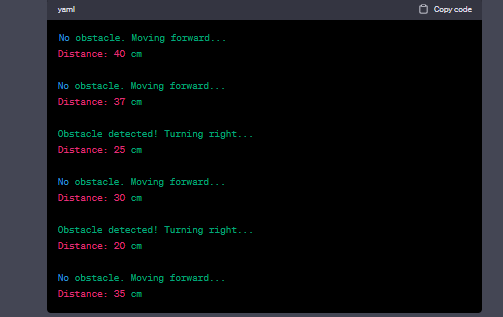 yaml
Copy code
No obstacle. Moving forward...
Distance: 40 cm
No obstacle. Moving forward...
Distance: 37 cm
Obstacle detected! Turning right...
Distance: 25 cm
No obstacle. Moving forward...
Distance: 30 cm
Obstacle detected! Turning right...
Distance: 20 cm
No obstacle. Moving forward...
Distance: 35 cm